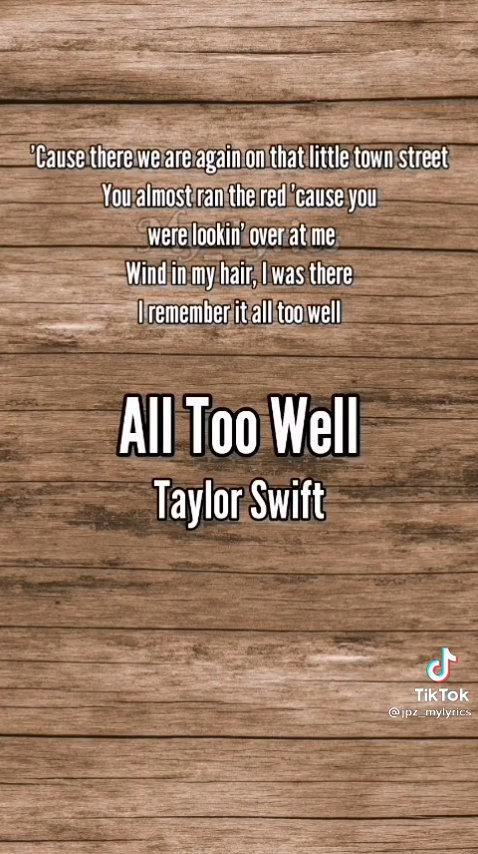 'Cause there we are again on that little town street
You almost ran the red 'cause you
were lookin' over at me
Wind in my hair, I was there
I remember it all too well
All Too Well
Taylor Swift
TikTok
@jpz_mylyrics